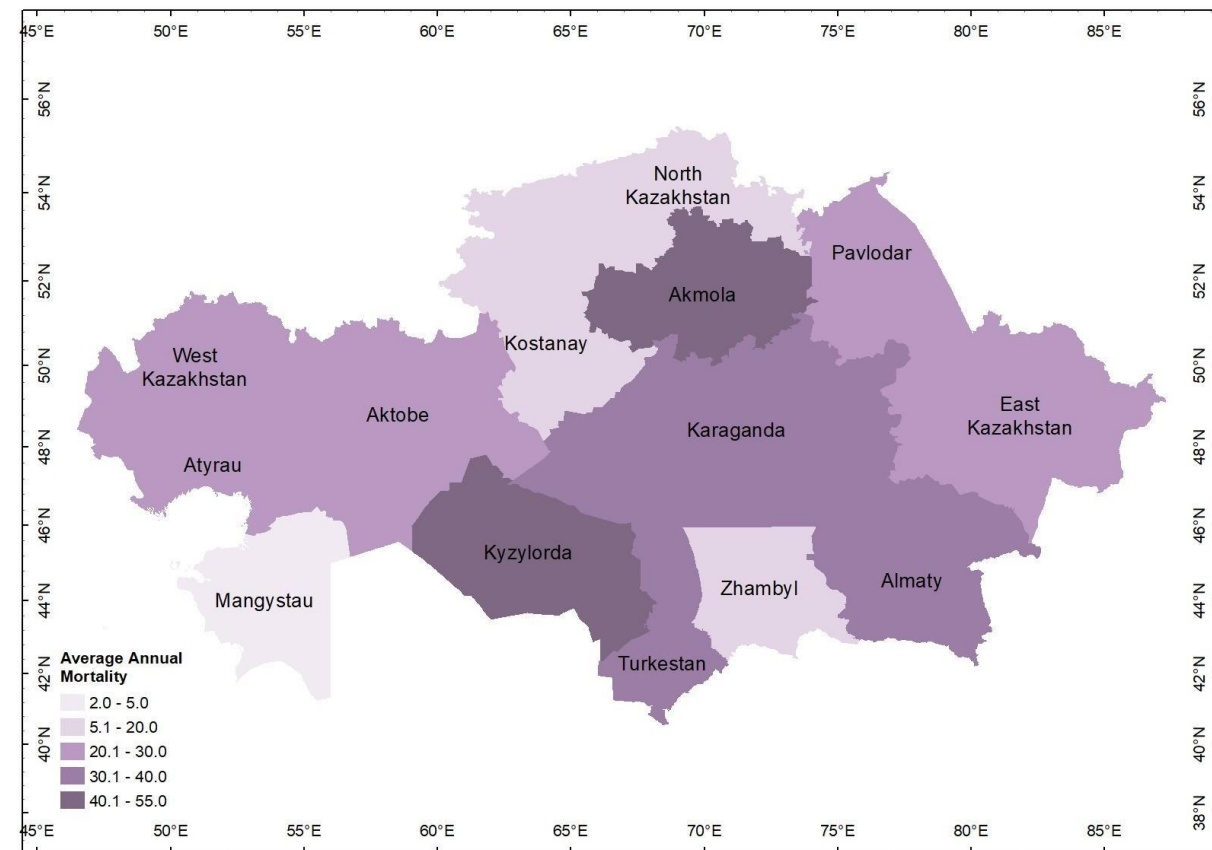 45°E 50°E 55°E 60°E 65°E 70°E 75°E 80°E 85°E
56°N 56°N
54°N 54°N
52°N 52°N
50°N 50°N
48°N 48°N
46°N 46°N
44°N 44°N
42°N 42°N
40°N 40°N
38°N
North
Kazakhstan
Pavlodar
Akmola
Kostanay
West
Kazakhstan
Aktobe
East
Kazakhstan
Karaganda
Atyrau
Kyzylorda
Mangystau
Zhambyl
Almaty
Turkestan
Average Annual
Mortality
2.0 - 5.0
5.1 - 20.0
20.1 - 30.0
30.1 - 40.0
40.1 - 55.0
45°E 50°E 55°E 60°E 65°E 70°E 75°E 80°E 85°E